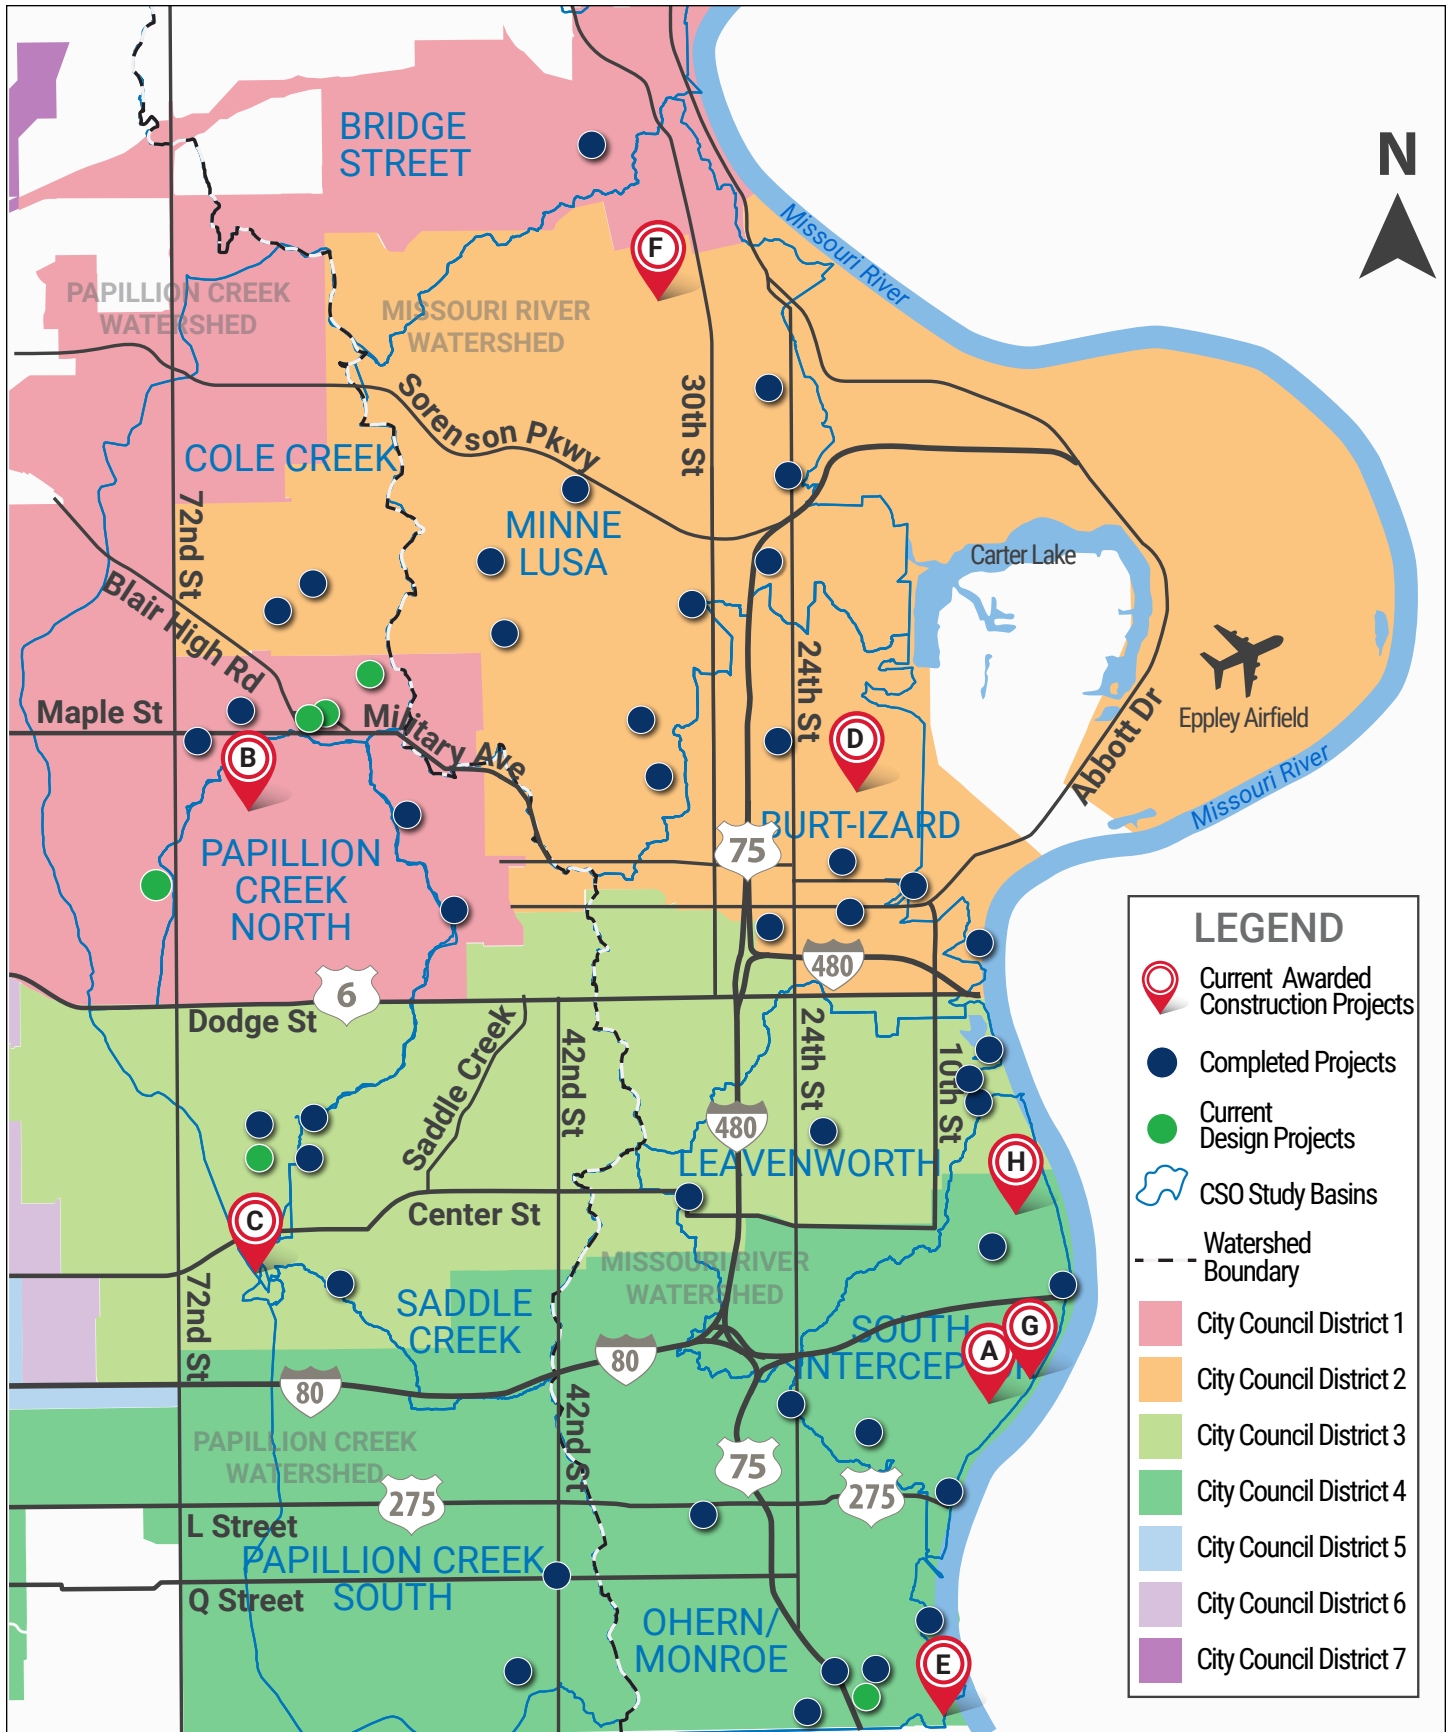 BRIDGE
STREET
N
F
Missouri River
PAPILLION CREEK
WATERSHED
MISSOURI RIVER
WATERSHED
Sorenson Pkwy
30th St
COLE CREEK
72nd St
MINNE
LUSA
Carter Lake
Blair High Rd
24th St
Maple St
Military Ave
Abbott Dr
Eppley Airfield
B
D
Missouri River
BURT-IZARD
75
PAPILLION
CREEK
NORTH
480
6
Dodge St
Saddle Creek
42nd St
24th St
10th St
480
LEAVENWORTH
H
C
Center St
MISSOURI RIVER
WATERSHED
72nd St
SADDLE
CREEK
SOUTH
INTERCEP
G
A
80
80
42nd St
PAPILLION CREEK
WATERSHED
75
275
275
L Street
PAPILLION CREEK
SOUTH
Q Street
OHERN/
MONROE
E
LEGEND
Current Awarded
Construction Projects
Completed Projects
Current
Design Projects
CSO Study Basins
Watershed
Boundary
City Council District 1
City Council District 2
City Council District 3
City Council District 4
City Council District 5
City Council District 6
City Council District 7